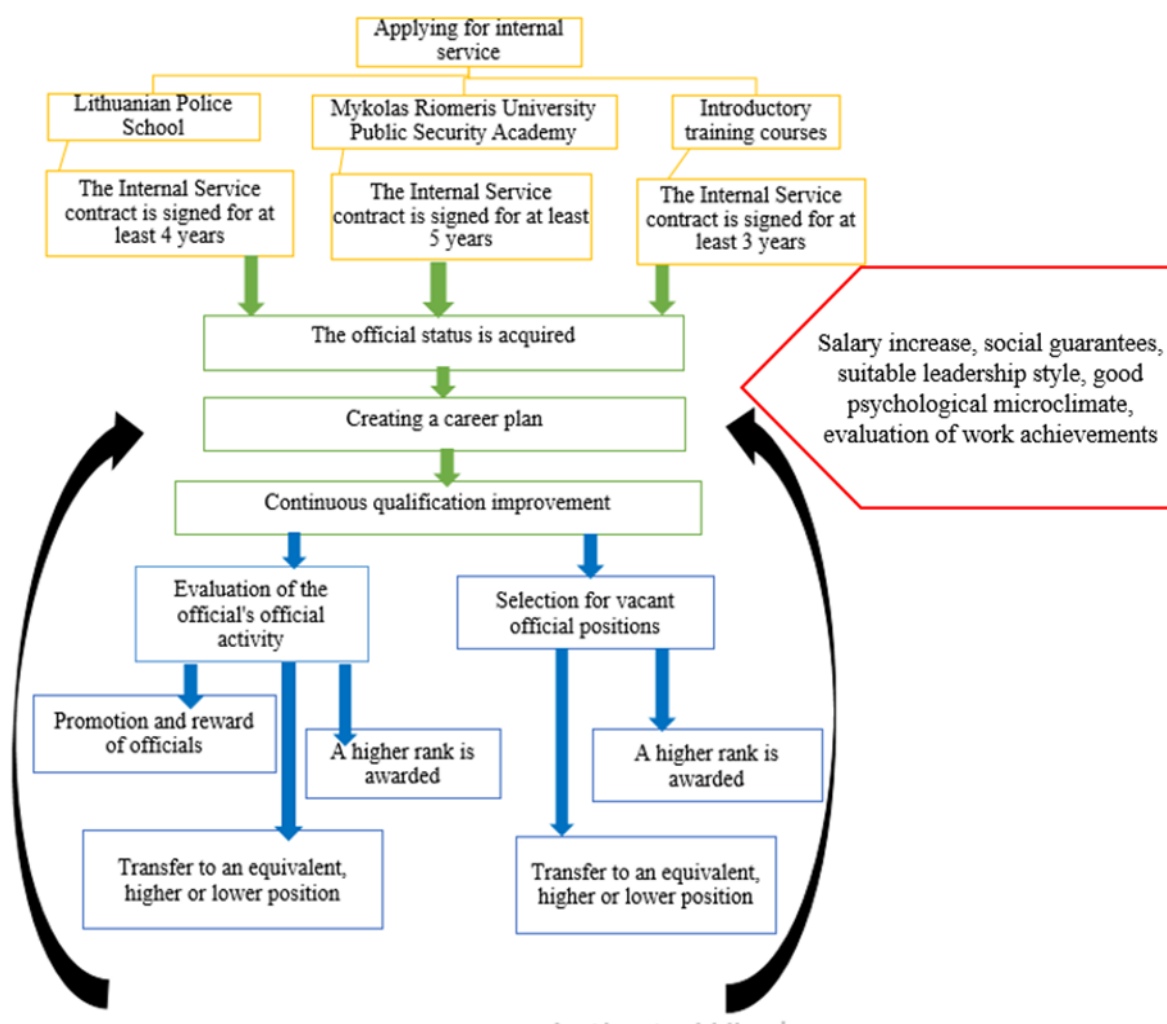 Applying for internal
service
Lithuanian Police
School
Mykolas Riomeris University
Public Security Academy
Introductory
training courses
The Internal Service
contract is signed for at
least 4 years
The Internal Service
contract is signed for at least
5 years
The Internal Service
contract is signed for at
least 3 years
The official status is acquired
Creating a career plan
Continuous qualification improvement
Salary increase, social guarantees,
suitable leadership style, good
psychological microclimate,
evaluation of work achievements
Evaluation of the
official's official
activity
Selection for vacant
official positions
Promotion and reward
of officials
A higher rank is
awarded
A higher rank is
awarded
Transfer to an equivalent,
higher or lower position
Transfer to an equivalent,
higher or lower position